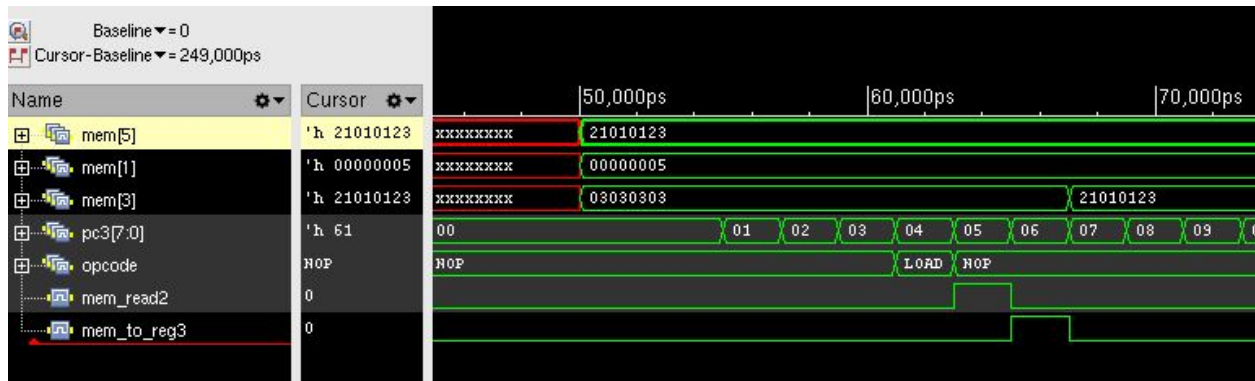 Baseline▼= 0
Cursor-Baseline▼= 249,000ps
Name Cursor 50,000ps 60,000ps 70,000ps
mem[5] 'h 21010123 xxxxxxxx 21010123
mem[1] 'h 00000005 xxxxxxxx 00000005
mem[3] 'h 21010123 xxxxxxxx 03030303 21010123
pc3[7:0] 'h 61 00 01 02 03 04 05 06 07 08 09
opcode NOP NOP LOAD NOP
mem_read2 0
mem_to_reg3 0